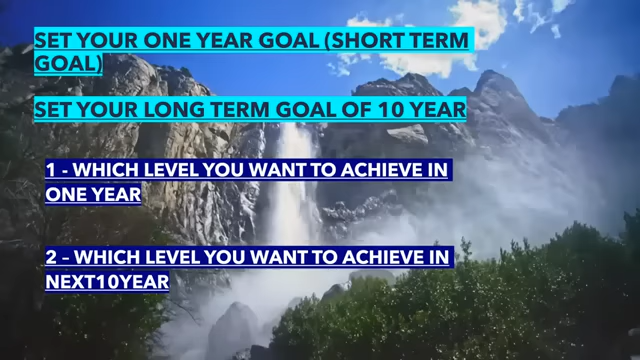 SET YOUR ONE YEAR GOAL (SHORT TERM
GOAL)
SET YOUR LONG TERM GOAL OF 10 YEAR
1 - WHICH LEVEL YOU WANT TO ACHIEVE IN
ONE YEAR
2 – WHICH LEVEL YOU WANT TO ACHIEVE IN
NEXT10YEAR